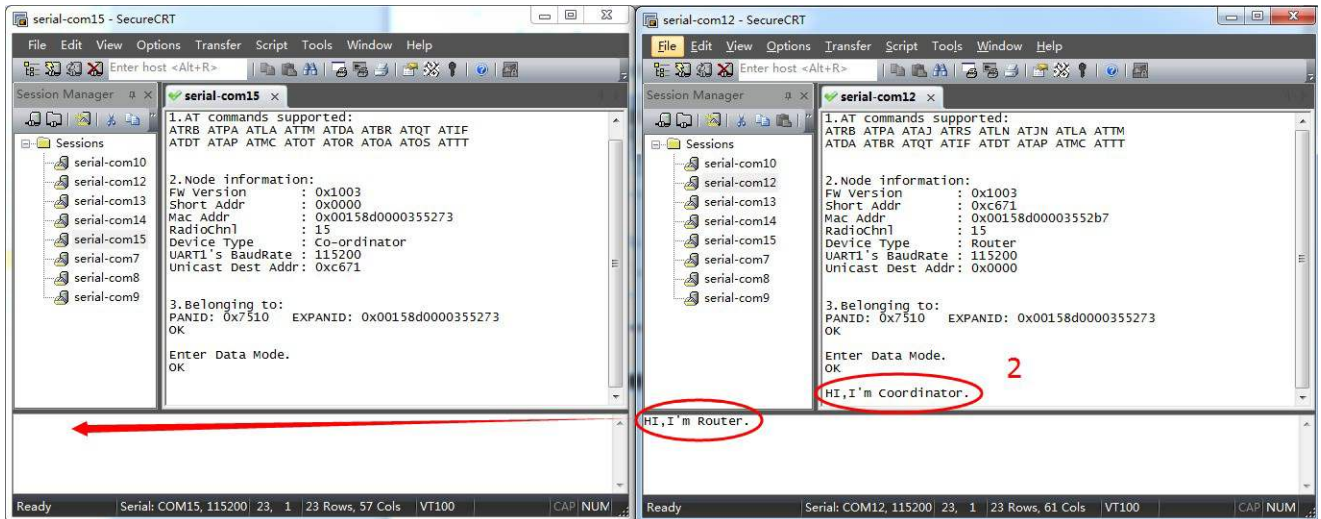 serial-com15 - SecureCRT
File Edit View Options Transfer Script Tools Window Help
Enter host <Alt+R>
Session Manager
serial-com15
Sessions
serial-com10
serial-com12
serial-com13
serial-com14
serial-com15
serial-com7
serial-com8
serial-com9
1.AT commands supported:
ATRB ATPA ATLA ATTM ATDA ATBR ATQT ATIF
ATDT ATAP ATMC ATOT ATOR ATOA ATOS ATTT
2.Node information:
FW Version : 0x1003
Short Addr : 0x0000
Mac Addr : 0x00158d0000355273
RadioChnl : 15
Device Type : Co-ordinator
UART1's BaudRate : 115200
Unicast Dest Addr: 0xc671
3.Belonging to:
PANID: 0x7510 EXPANID: 0x00158d0000355273
OK
Enter Data Mode.
OK
Ready Serial: COM15, 115200 23, 1 23 Rows, 57 Cols VT100 CAP NUM
serial-com12 - SecureCRT
File Edit View Options Transfer Script Tools Window Help
Enter host <Alt+R>
Session Manager
serial-com12
Sessions
serial-com10
serial-com12
serial-com13
serial-com14
serial-com15
serial-com7
serial-com8
serial-com9
1.AT commands supported:
ATRB ATPA ATAJ ATRS ATLN ATJN ATLA ATTM
ATDA ATBR ATQT ATIF ATDT ATAP ATMC ATTT
2.Node information:
FW Version : 0x1003
Short Addr : 0xc671
Mac Addr : 0x00158d00003552b7
RadioChnl : 15
Device Type : Router
UART1's BaudRate : 115200
Unicast Dest Addr: 0x0000
3.Belonging to:
PANID: 0x7510 EXPANID: 0x00158d0000355273
OK
Enter Data Mode.
OK
2
HI,I'm Coordinator.
HI,I'm Router.
Ready Serial: COM12, 115200 23, 1 23 Rows, 61 Cols VT100 CAP NUM